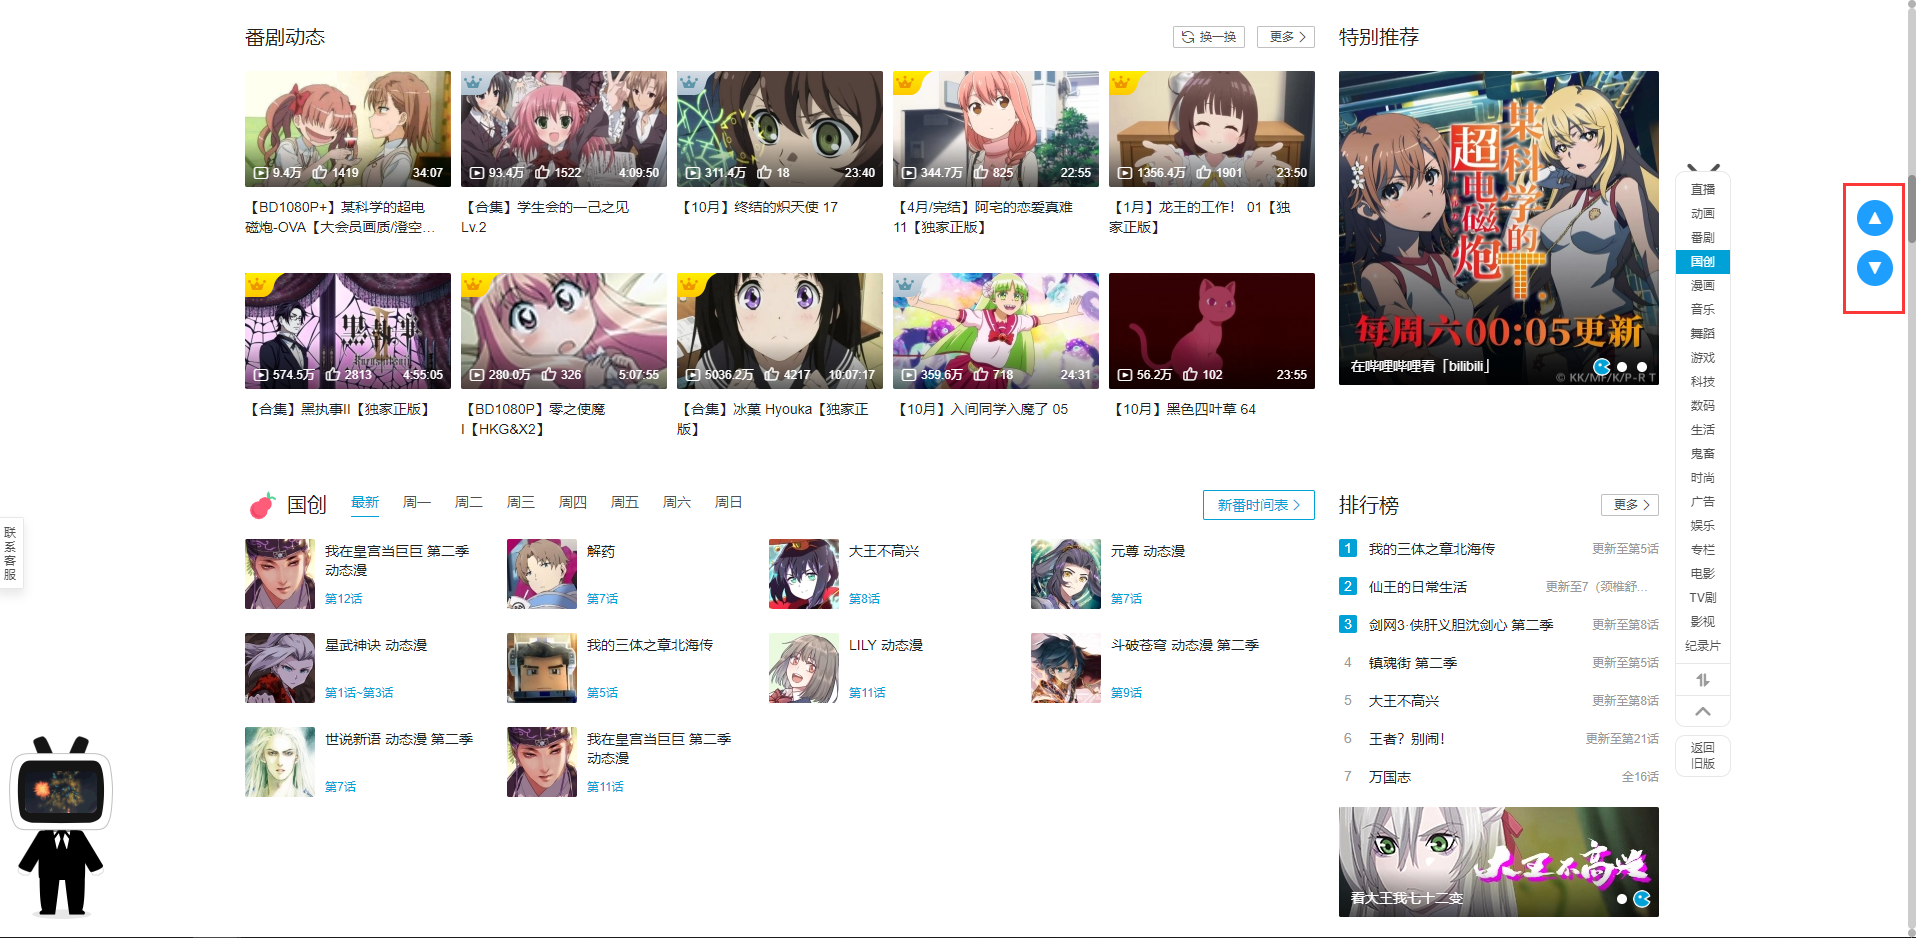 番剧动态
换一换
更多
9.4万 1419 34:07
【BD1080P+】某科学的超电
磁炮-OVA【大会员画质/澄空…
93.4万 1522 4:09:50
【合集】学生会的一己之见
Lv.2
311.4万 18 23:40
【10月】终结的炽天使 17
344.7万 825 22:55
【4月/完结】阿宅的恋爱真难
11【独家正版】
1356.4万 1901 23:50
【1月】龙王的工作！ 01【独
家正版】
黑執事
II
Kuroshitsuji
574.5万 2813 4:55:05
【合集】黑执事II【独家正版】
280.0万 326 5:07:55
【BD1080P】零之使魔
I【HKG&X2】
5036.2万 4217 10:07:17
【合集】冰菓 Hyouka【独家正
版】
359.6万 718 24:31
【10月】入间同学入魔了 05
56.2万 102 23:55
【10月】黑色四叶草 64
特别推荐
某科学的
超电磁炮
T
每周六00:05更新
在哔哩哔哩看「bilibili」
© KK/MF/K/P-R T
国创
最新
周一
周二
周三
周四
周五
周六
周日
新番时间表
我在皇宫当巨巨 第二季
动态漫
第12话
解药
第7话
大王不高兴
第8话
元尊 动态漫
第7话
星武神诀 动态漫
第1话~第3话
我的三体之章北海传
第5话
LILY 动态漫
第11话
斗破苍穹 动态漫 第二季
第9话
世说新语 动态漫 第二季
第7话
我在皇宫当巨巨 第二季
动态漫
第11话
排行榜
更多
1 我的三体之章北海传 更新至第5话
2 仙王的日常生活 更新至7（颈椎舒…
3 剑网3·侠肝义胆沈剑心 第二季 更新至第8话
4 镇魂街 第二季 更新至第5话
5 大王不高兴 更新至第8话
6 王者？别闹！ 更新至第21话
7 万国志 全16话
大王不高兴
看大王我七十二变
直播
动画
番剧
国创
漫画
音乐
舞蹈
游戏
科技
数码
生活
鬼畜
时尚
广告
娱乐
专栏
电影
TV剧
影视
纪录片
返回
旧版
联
系
客
服